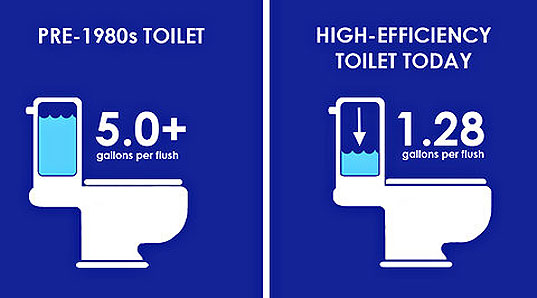 PRE-1980s TOILET
5.0+
gallons per flush
HIGH-EFFICIENCY
TOILET TODAY
1.28
gallons per flush